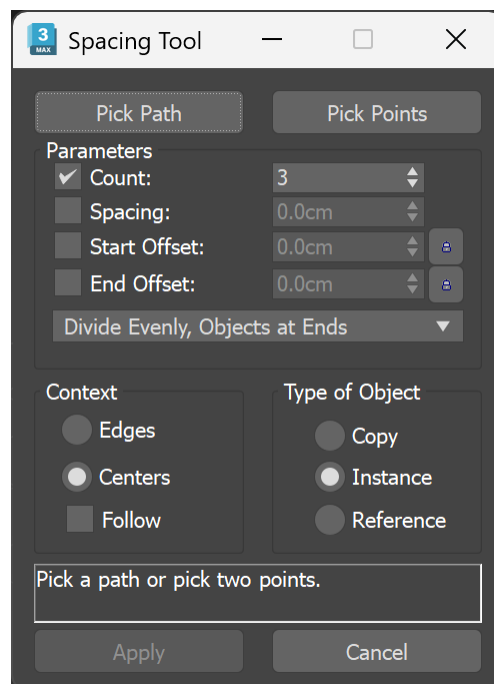 3
MAX
Spacing Tool
Pick Path
Pick Points
Parameters
Count:
3
Spacing:
0.0cm
Start Offset:
0.0cm
End Offset:
0.0cm
Divide Evenly, Objects at Ends
Context
Edges
Centers
Follow
Type of Object
Copy
Instance
Reference
Pick a path or pick two points.
Apply
Cancel